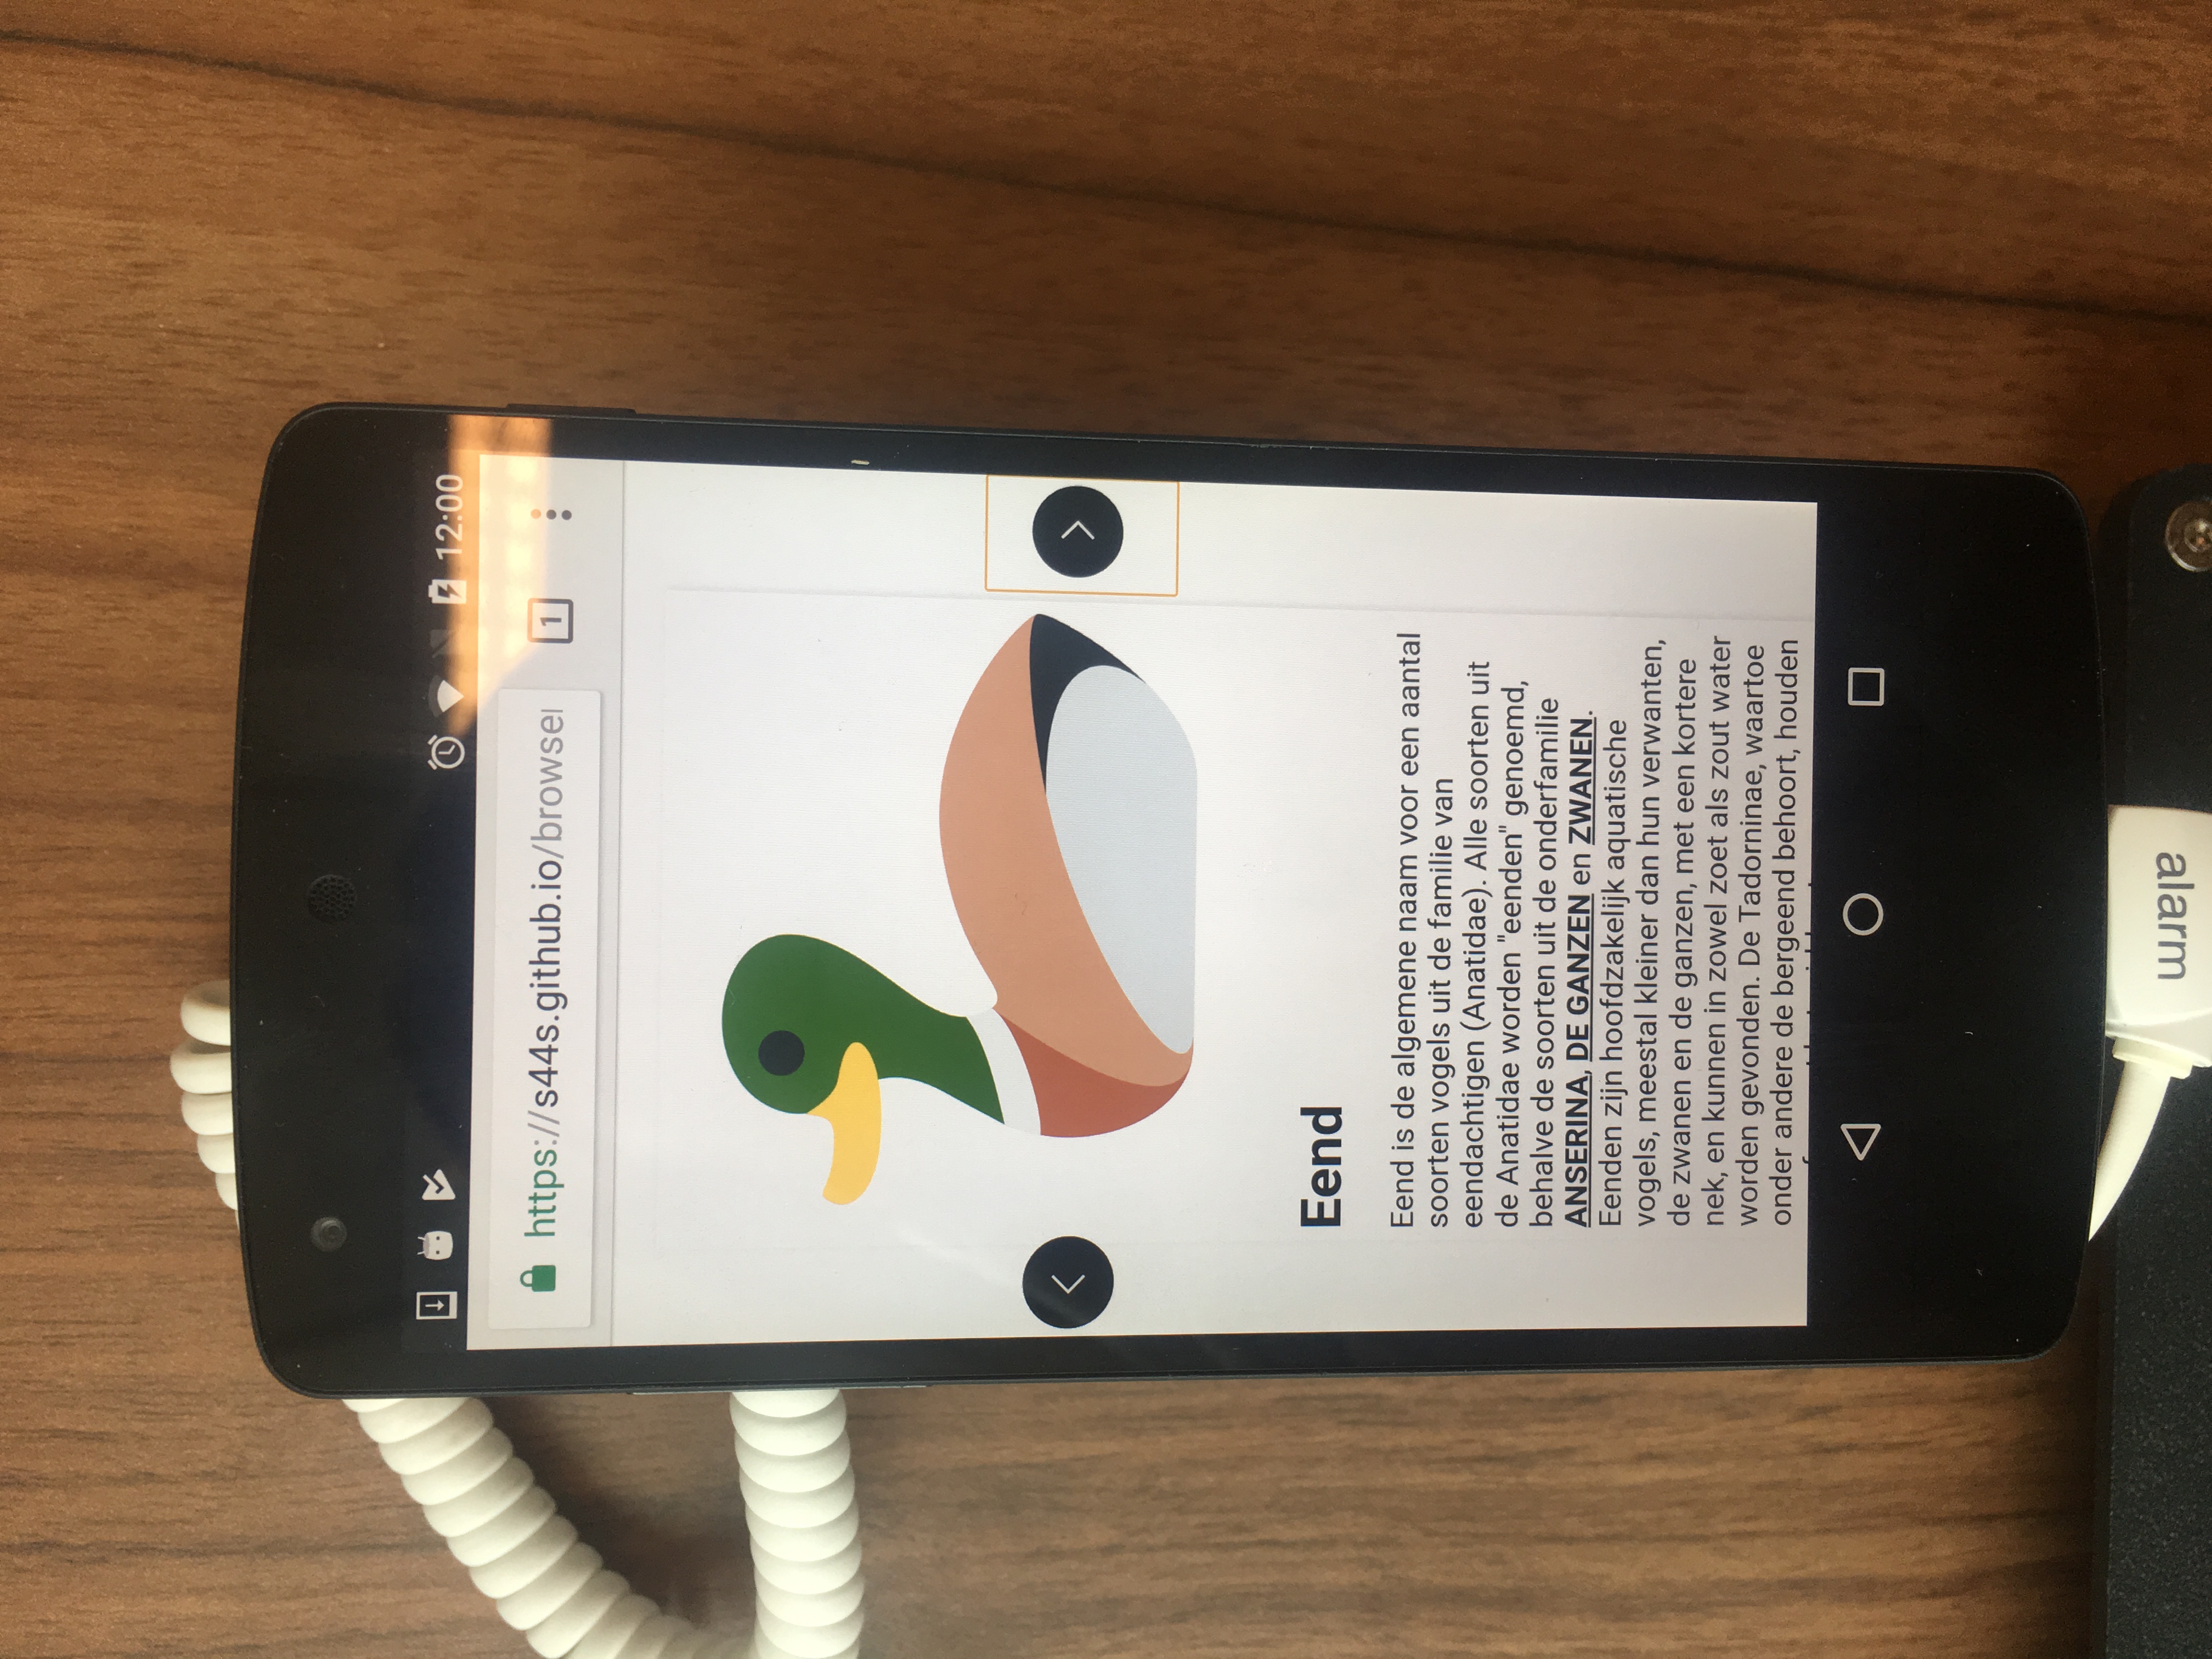 12:00
https://s44s.github.io/browser
1
Eend
Eend is de algemene naam voor een aantal
soorten vogels uit de familie van
eendachtigen (Anatidae). Alle soorten uit
de Anatidae worden "eenden" genoemd,
behalve de soorten uit de onderfamilie
ANSERINA, DE GANZEN en ZWANEN.
Eenden zijn hoofdzakelijk aquatische
vogels, meestal kleiner dan hun verwanten,
de zwanen en de ganzen, met een kortere
nek, en kunnen in zowel zoet als zout water
worden gevonden. De Tadorninae, waartoe
onder andere de bergeend behoort, houden
alarm